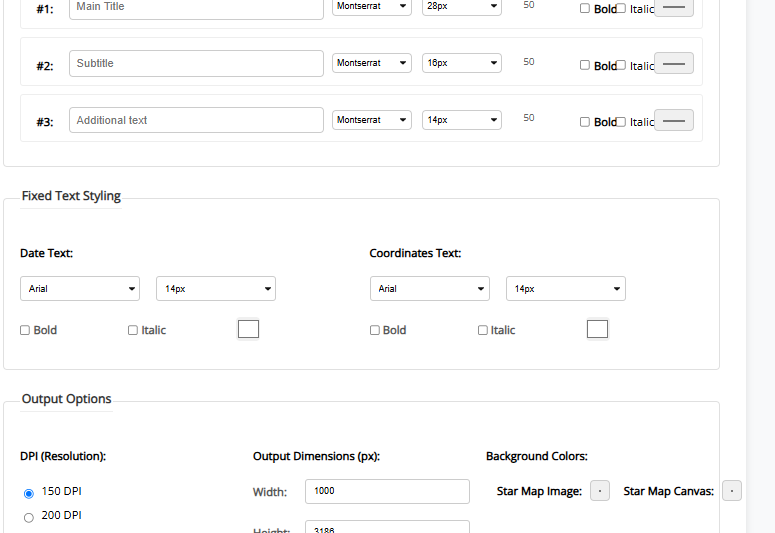 #1: Main Title Montserrat 28px 50 Bold Italic
#2: Subtitle Montserrat 16px 50 Bold Italic
#3: Additional text Montserrat 14px 50 Bold Italic
Fixed Text Styling
Date Text: Coordinates Text:
Arial 14px Arial 14px
Bold Italic Bold Italic
Output Options
DPI (Resolution): Output Dimensions (px): Background Colors:
150 DPI Width: 1000 Star Map Image: Star Map Canvas:
200 DPI
Height: 3186